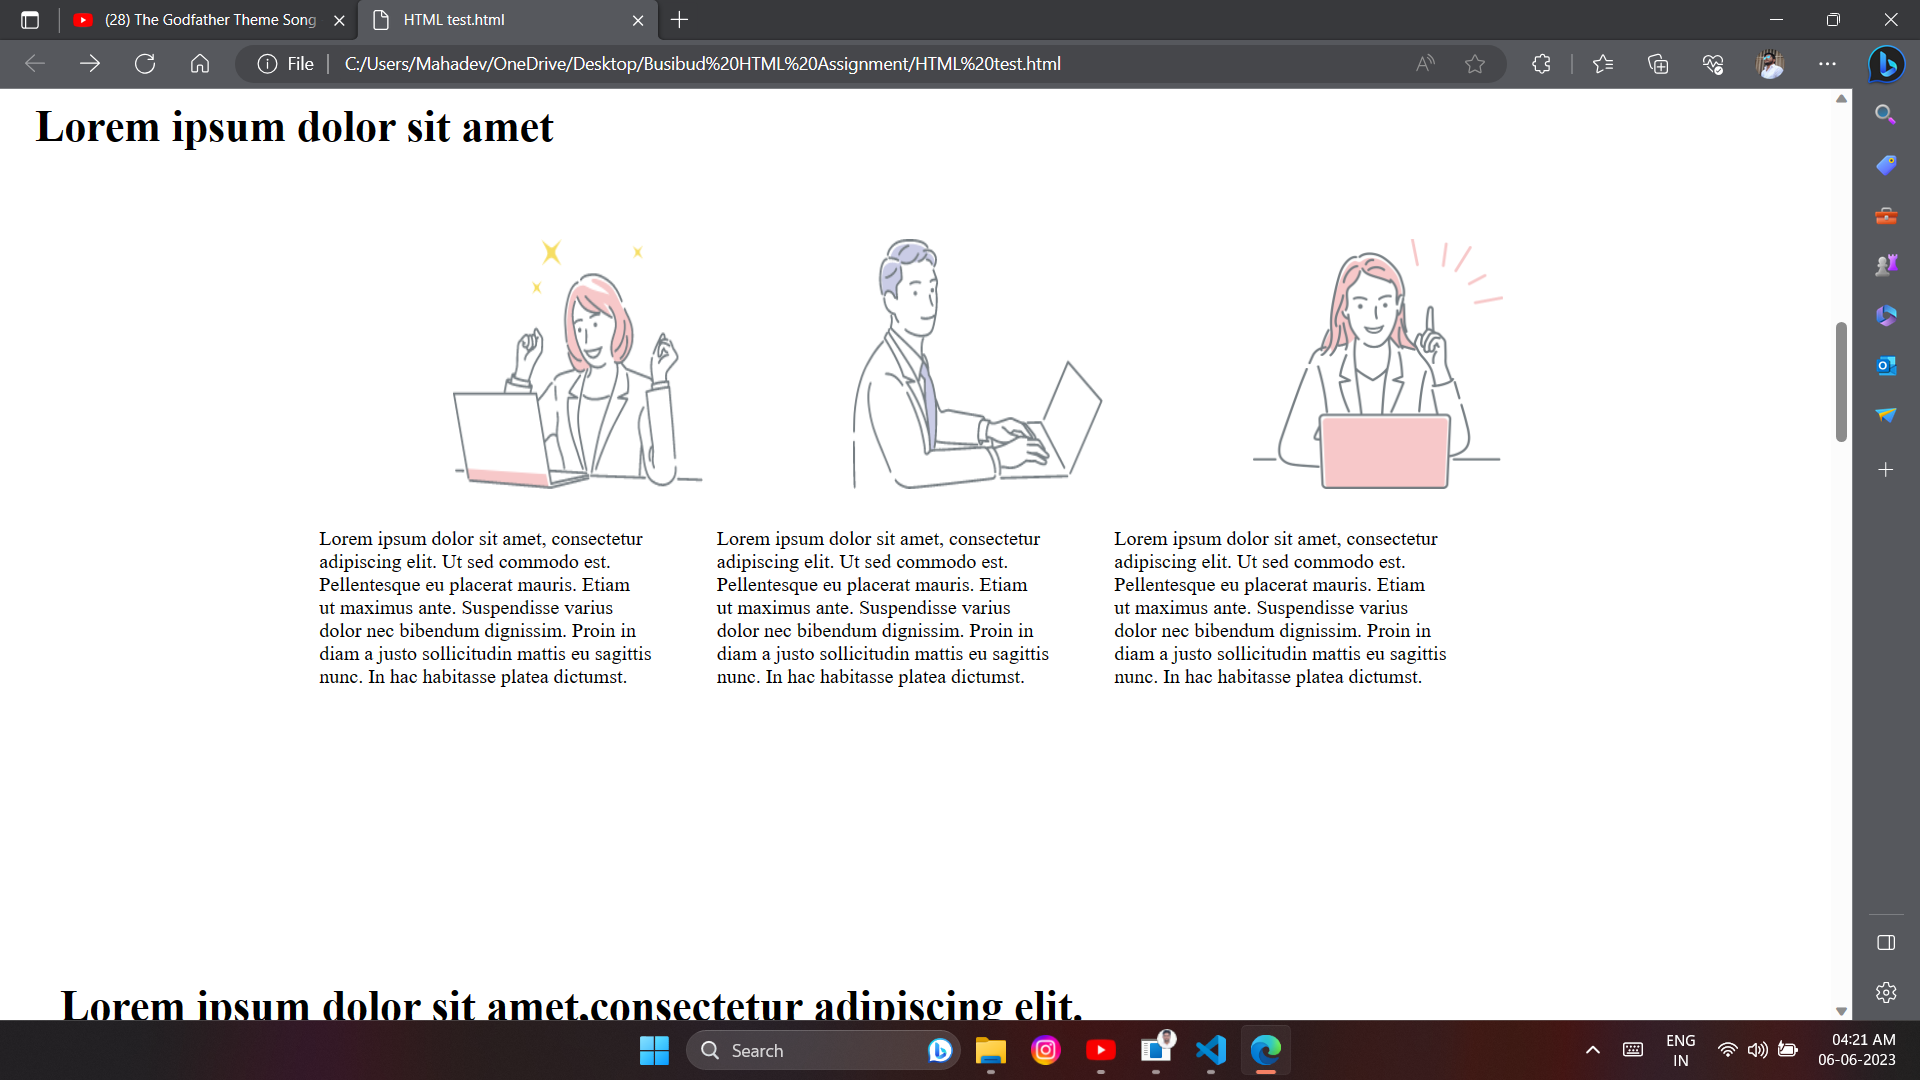 (28) The Godfather Theme Song
HTML test.html
File
C:/Users/Mahadev/OneDrive/Desktop/Busibud%20HTML%20Assignment/HTML%20test.html
Lorem ipsum dolor sit amet
Lorem ipsum dolor sit amet, consectetur
adipiscing elit. Ut sed commodo est.
Pellentesque eu placerat mauris. Etiam
ut maximus ante. Suspendisse varius
dolor nec bibendum dignissim. Proin in
diam a justo sollicitudin mattis eu sagittis
nunc. In hac habitasse platea dictumst.
Lorem ipsum dolor sit amet, consectetur
adipiscing elit. Ut sed commodo est.
Pellentesque eu placerat mauris. Etiam
ut maximus ante. Suspendisse varius
dolor nec bibendum dignissim. Proin in
diam a justo sollicitudin mattis eu sagittis
nunc. In hac habitasse platea dictumst.
Lorem ipsum dolor sit amet, consectetur
adipiscing elit. Ut sed commodo est.
Pellentesque eu placerat mauris. Etiam
ut maximus ante. Suspendisse varius
dolor nec bibendum dignissim. Proin in
diam a justo sollicitudin mattis eu sagittis
nunc. In hac habitasse platea dictumst.
Lorem ipsum dolor sit amet,consectetur adipiscing elit.
Search
ENG
IN
04:21 AM
06-06-2023